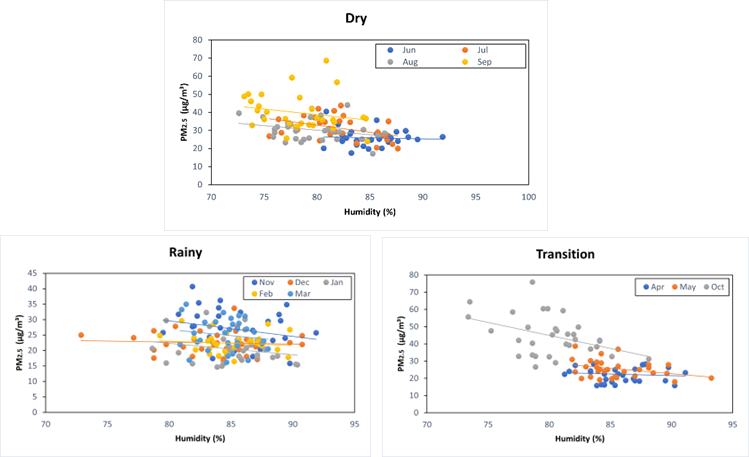 Dry
80
70
60
50
40
30
20
10
0
PM2.5 (µg/m³)
Jun Jul
Aug Sep
70 75 80 85 90 95 100
Humidity (%)
Rainy
45
40
35
30
25
20
15
10
5
0
PM2.5 (µg/m³)
Nov Dec Jan
Feb Mar
70 75 80 85 90 95
Humidity (%)
Transition
80
70
60
50
40
30
20
10
0
PM2.5 (µg/m³)
Apr May Oct
70 75 80 85 90 95
Humidity (%)